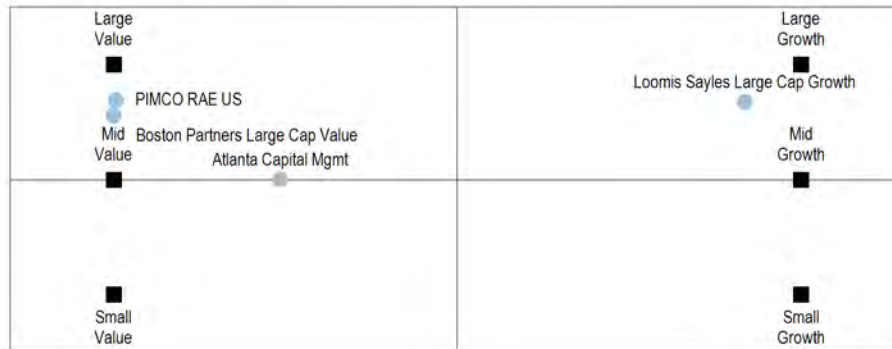 Large
Value
Large
Growth
Loomis Sayles Large Cap Growth
PIMCO RAE US
Mid
Value
Boston Partners Large Cap Value
Atlanta Capital Mgmt
Mid
Growth
Small
Value
Small
Growth